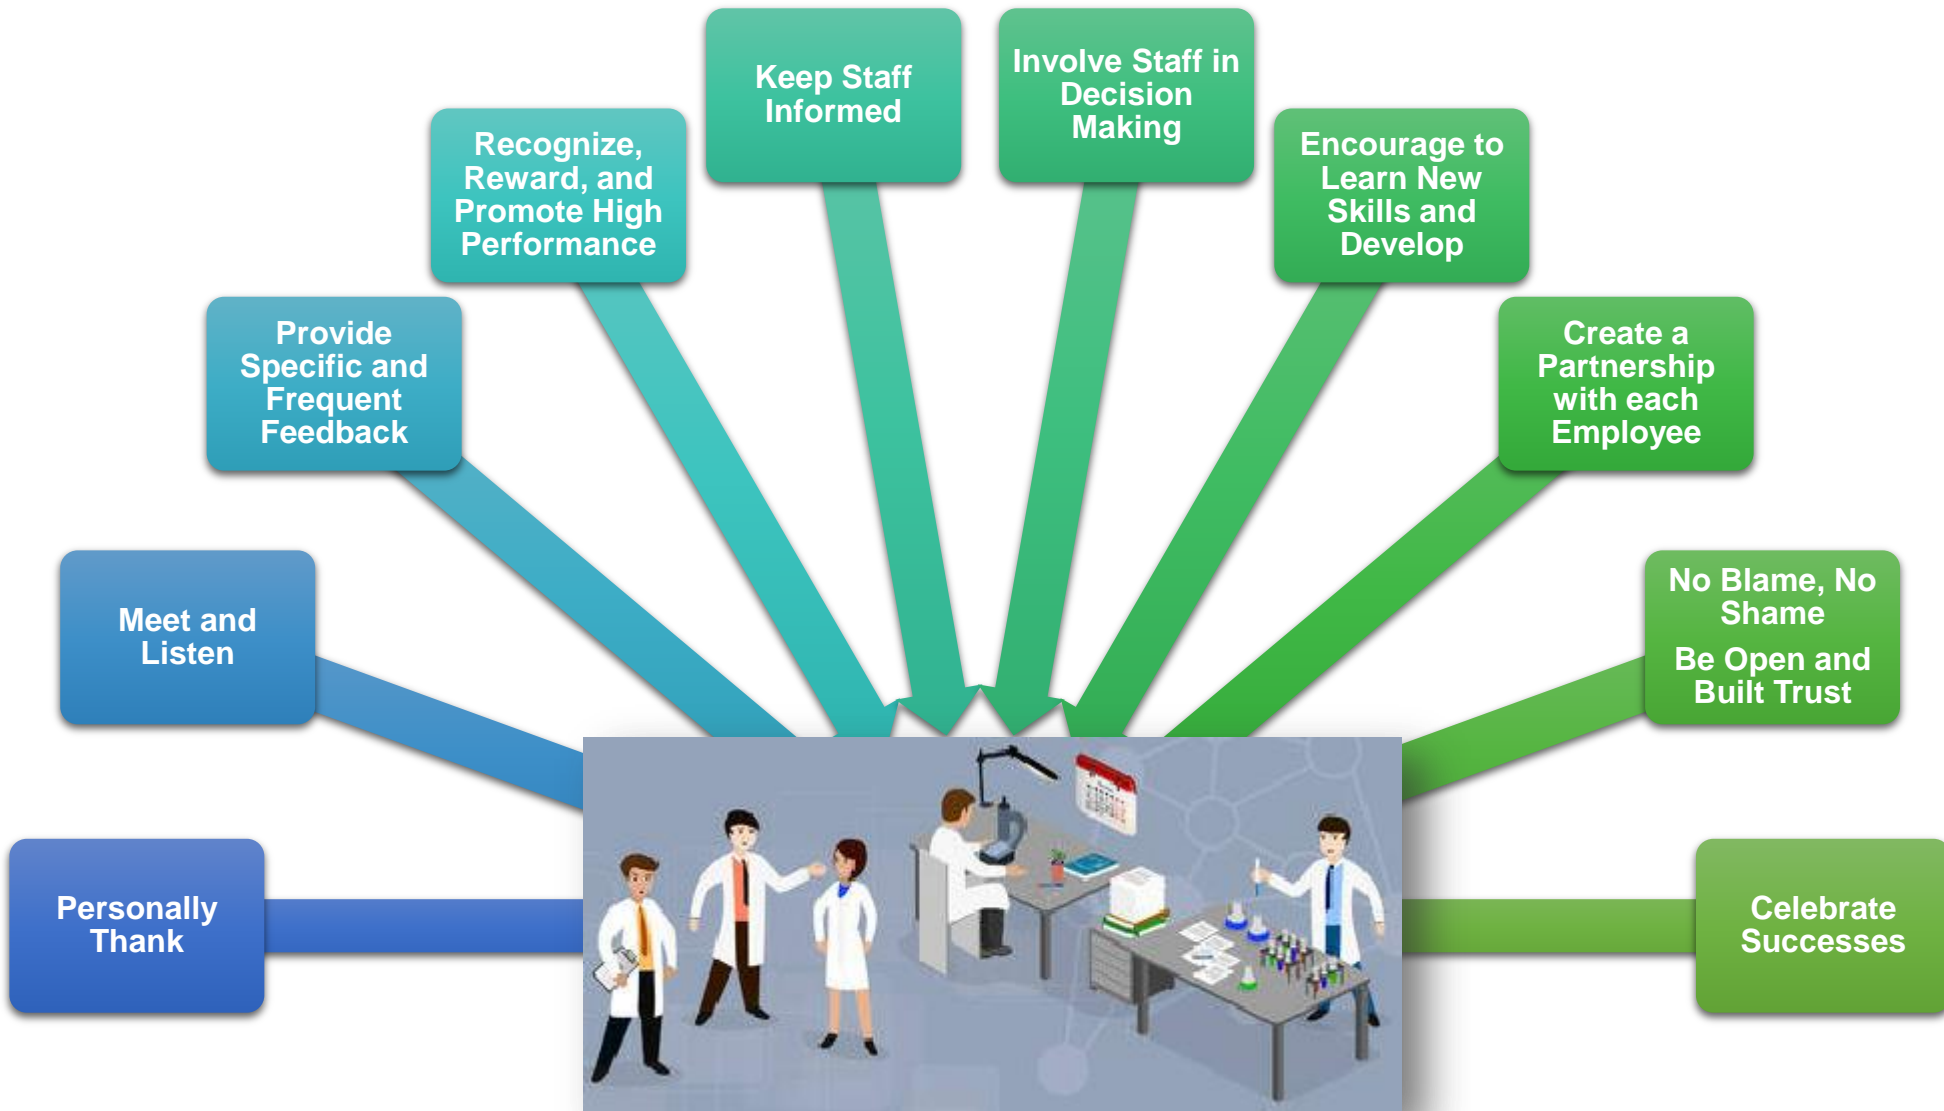 Personally
Thank
Meet and
Listen
Provide
Specific and
Frequent
Feedback
Recognize,
Reward, and
Promote High
Performance
Keep Staff
Informed
Involve Staff in
Decision
Making
Encourage to
Learn New
Skills and
Develop
Create a
Partnership
with each
Employee
No Blame, No
Shame
Be Open and
Built Trust
Celebrate
Successes